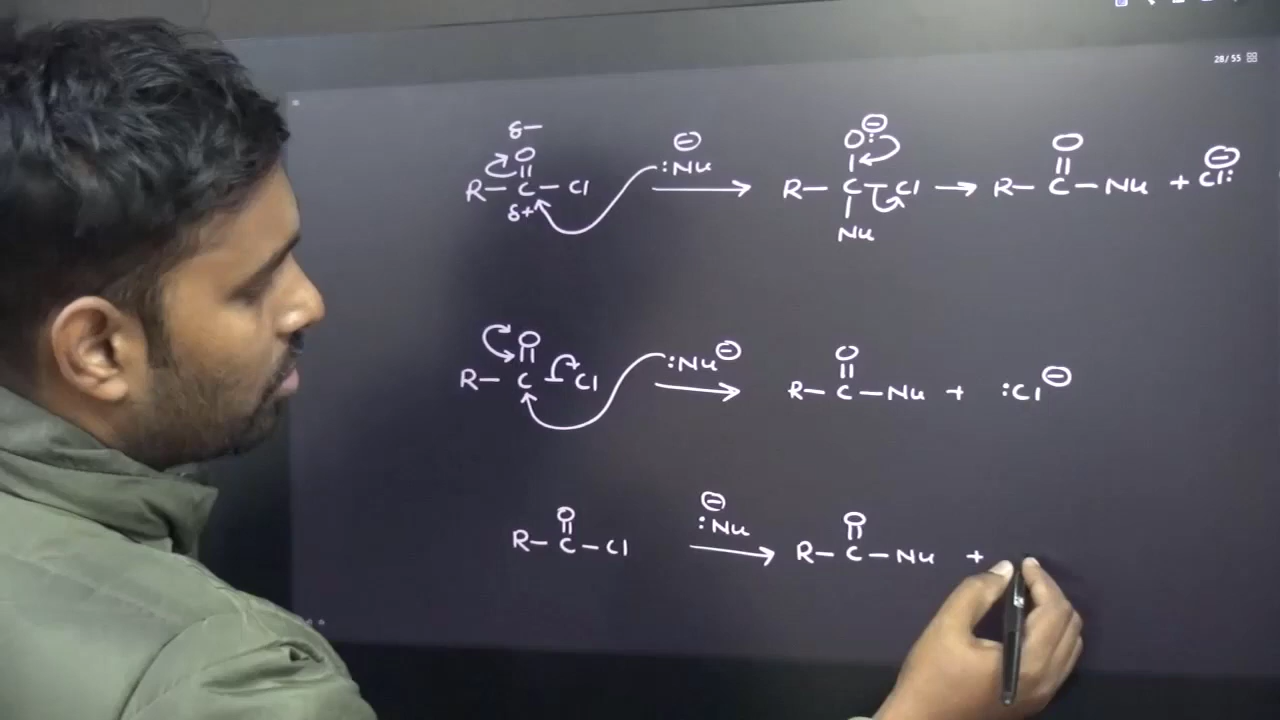 28/55
δ− ⊖ ⊖
O :Nu O: O ⊖
R—C—Cl → R—C—Cl → R—C—Nu + Cl:
δ+ Nu
O :Nu⊖ O
R—C—Cl → R—C—Nu + :Cl⊖
⊖
O :Nu O
R—C—Cl → R—C—Nu +